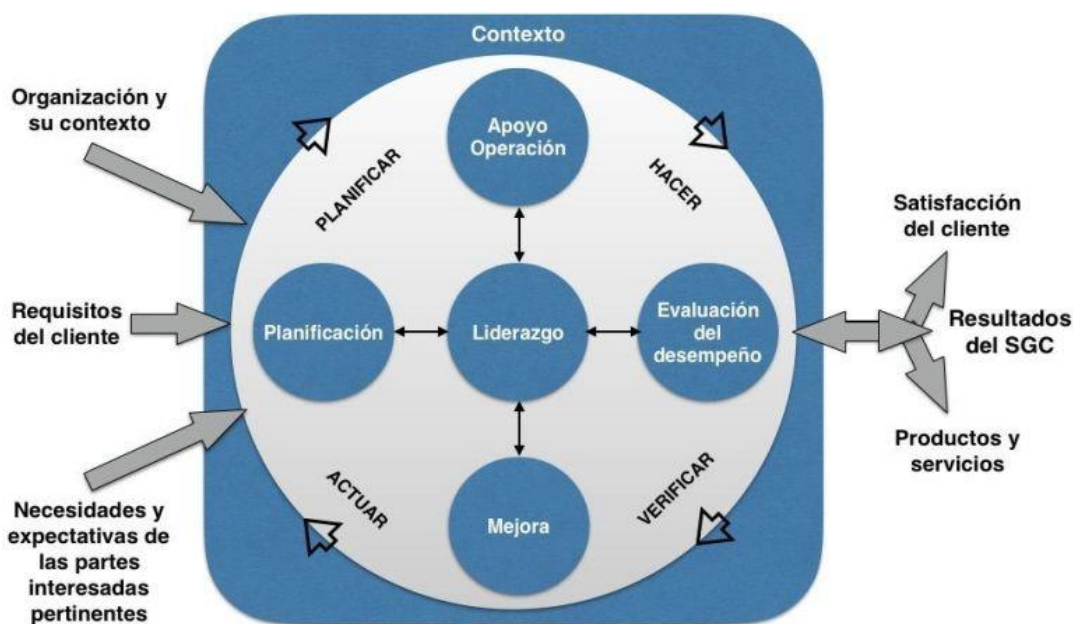 Contexto
Organización y
su contexto
Apoyo
Operación
PLANIFICAR
HACER
Satisfacción
del cliente
Requisitos
del cliente
Planificación
Liderazgo
Evaluación
del
desempeño
Resultados
del SGC
Productos y
servicios
ACTUAR
VERIFICAR
Mejora
Necesidades y
expectativas de
las partes
interesadas
pertinentes